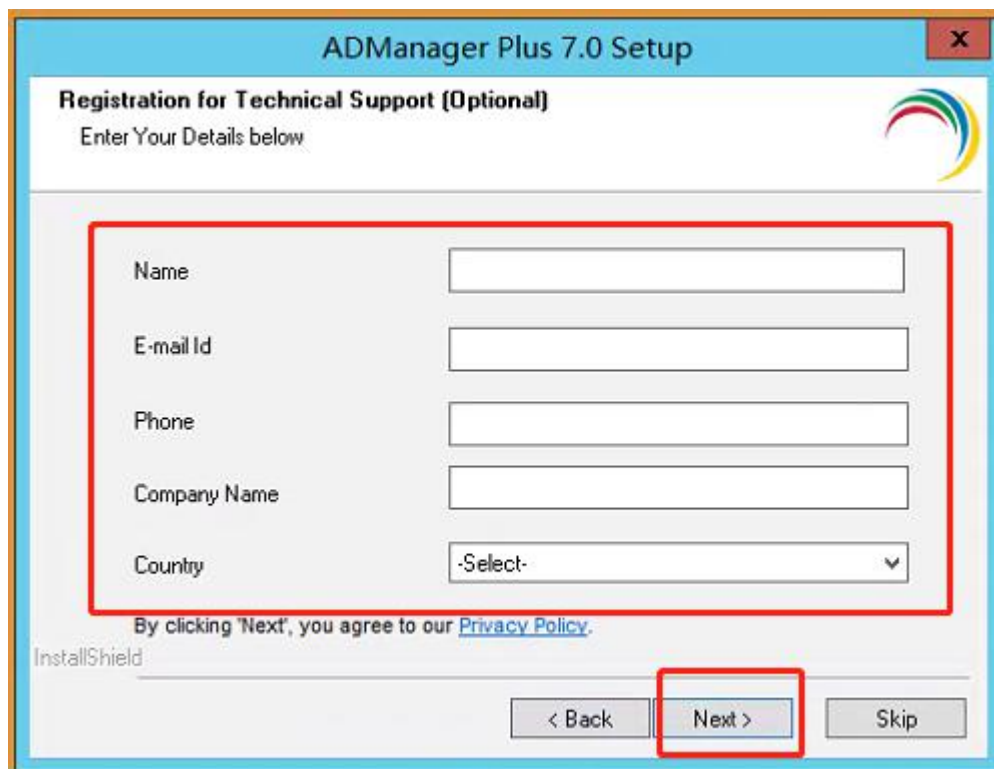 ADManager Plus 7.0 Setup
x
Registration for Technical Support (Optional)
Enter Your Details below
Name
E-mail Id
Phone
Company Name
Country
-Select-
By clicking 'Next', you agree to our Privacy Policy.
InstallShield
< Back
Next >
Skip